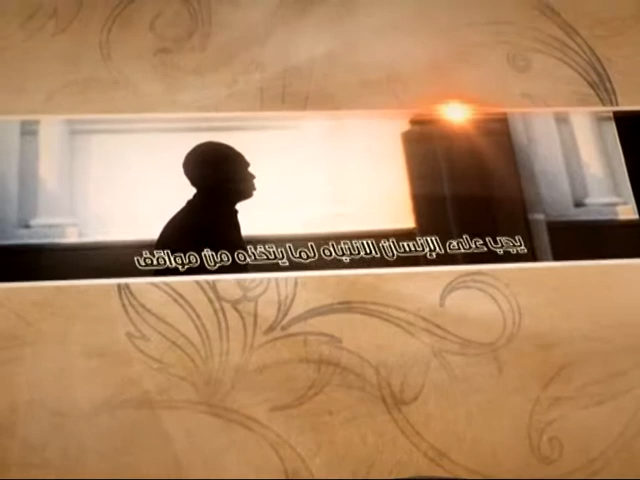 يجب على الإنسان الانتباه لما يتخذه من مواقف